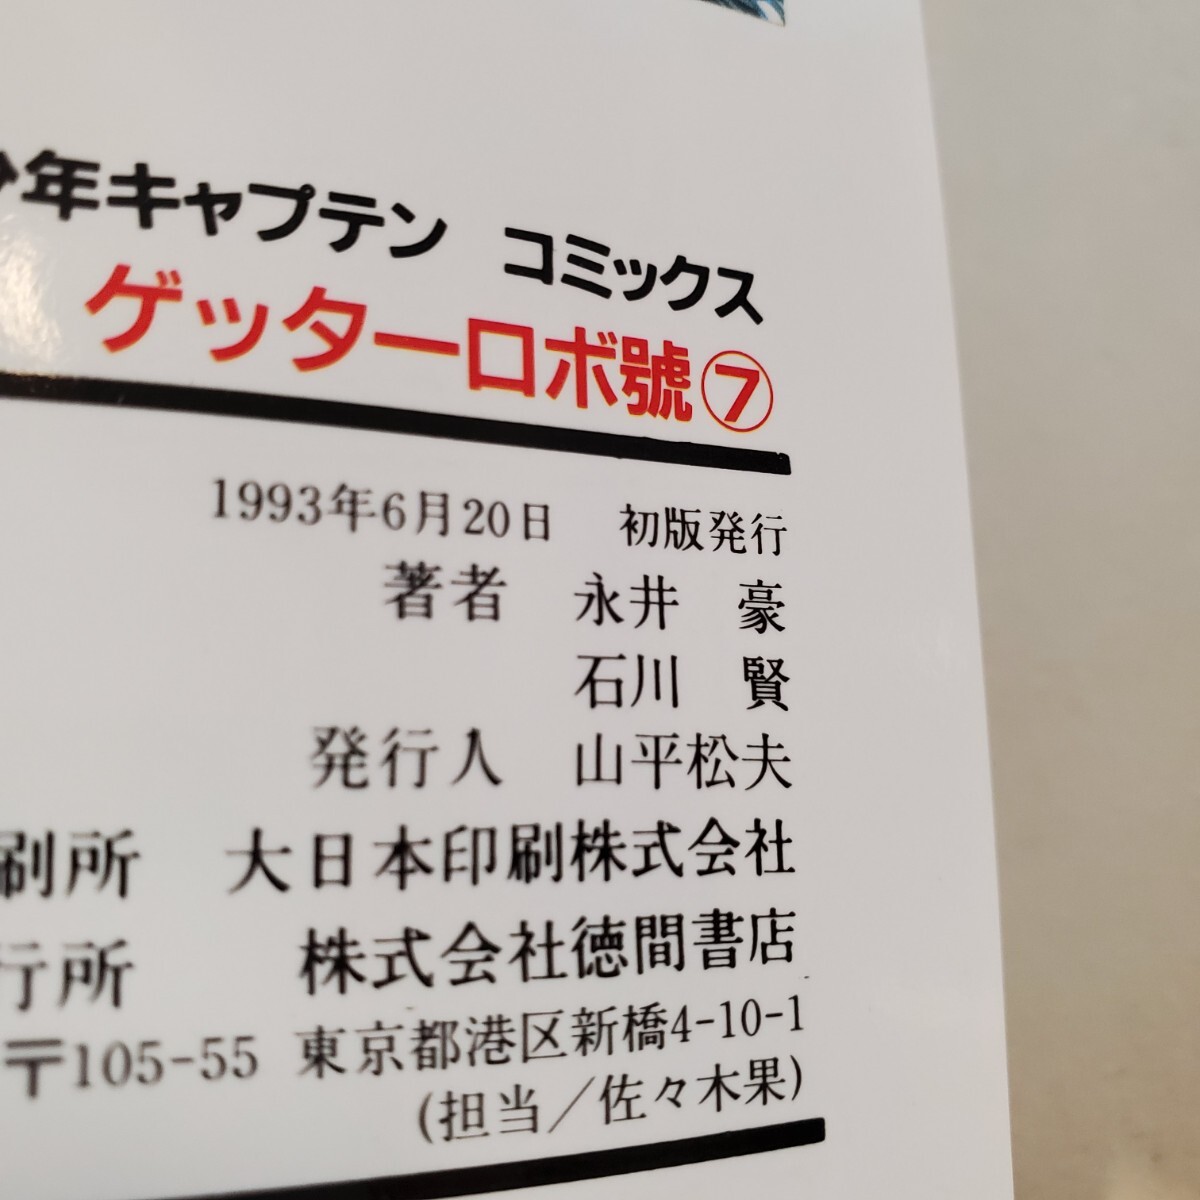 少年キャプテン コミックス
ゲッターロボ號⑦
1993年6月20日 初版発行
著者 永井 豪
石川 賢
発行人 山平松夫
刷所 大日本印刷株式会社
行所 株式会社徳間書店
〒105-55 東京都港区新橋4-10-1
(担当／佐々木果)